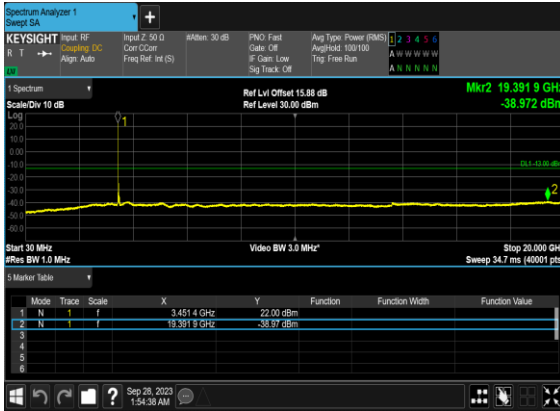 Spectrum Analyzer 1
Swept SA
+
KEYSIGHT Input: RF Input Z: 50 Ω #Atten: 30 dB PNO: Fast Avg Type: Power (RMS) 1 2 3 4 5 6
R T Coupling: DC Corr CCorr Gate: Off Avg|Hold: 100/100 A W W W W W
Align: Auto Freq Ref: Int (S) IF Gain: Low Trig: Free Run
Sig Track: Off A N N N N N
1 Spectrum Ref Lvl Offset 15.88 dB Mkr2 19.391 9 GHz
Scale/Div 10 dB Ref Level 30.00 dBm -38.972 dBm
Log
20.0
10.0
0.00
-10.0
-20.0
-30.0
-40.0
-50.0
-60.0
1
DL1 -13.00 dBm
2
Start 30 MHz Video BW 3.0 MHz* Stop 20.000 GHz
#Res BW 1.0 MHz Sweep 34.7 ms (40001 pts)
5 Marker Table
Mode Trace Scale X Y Function Function Width Function Value
1 N 1 f 3.451 4 GHz 22.00 dBm
2 N 1 f 19.391 9 GHz -38.97 dBm
3
4
5
6
? Sep 28, 2023
1:54:38 AM